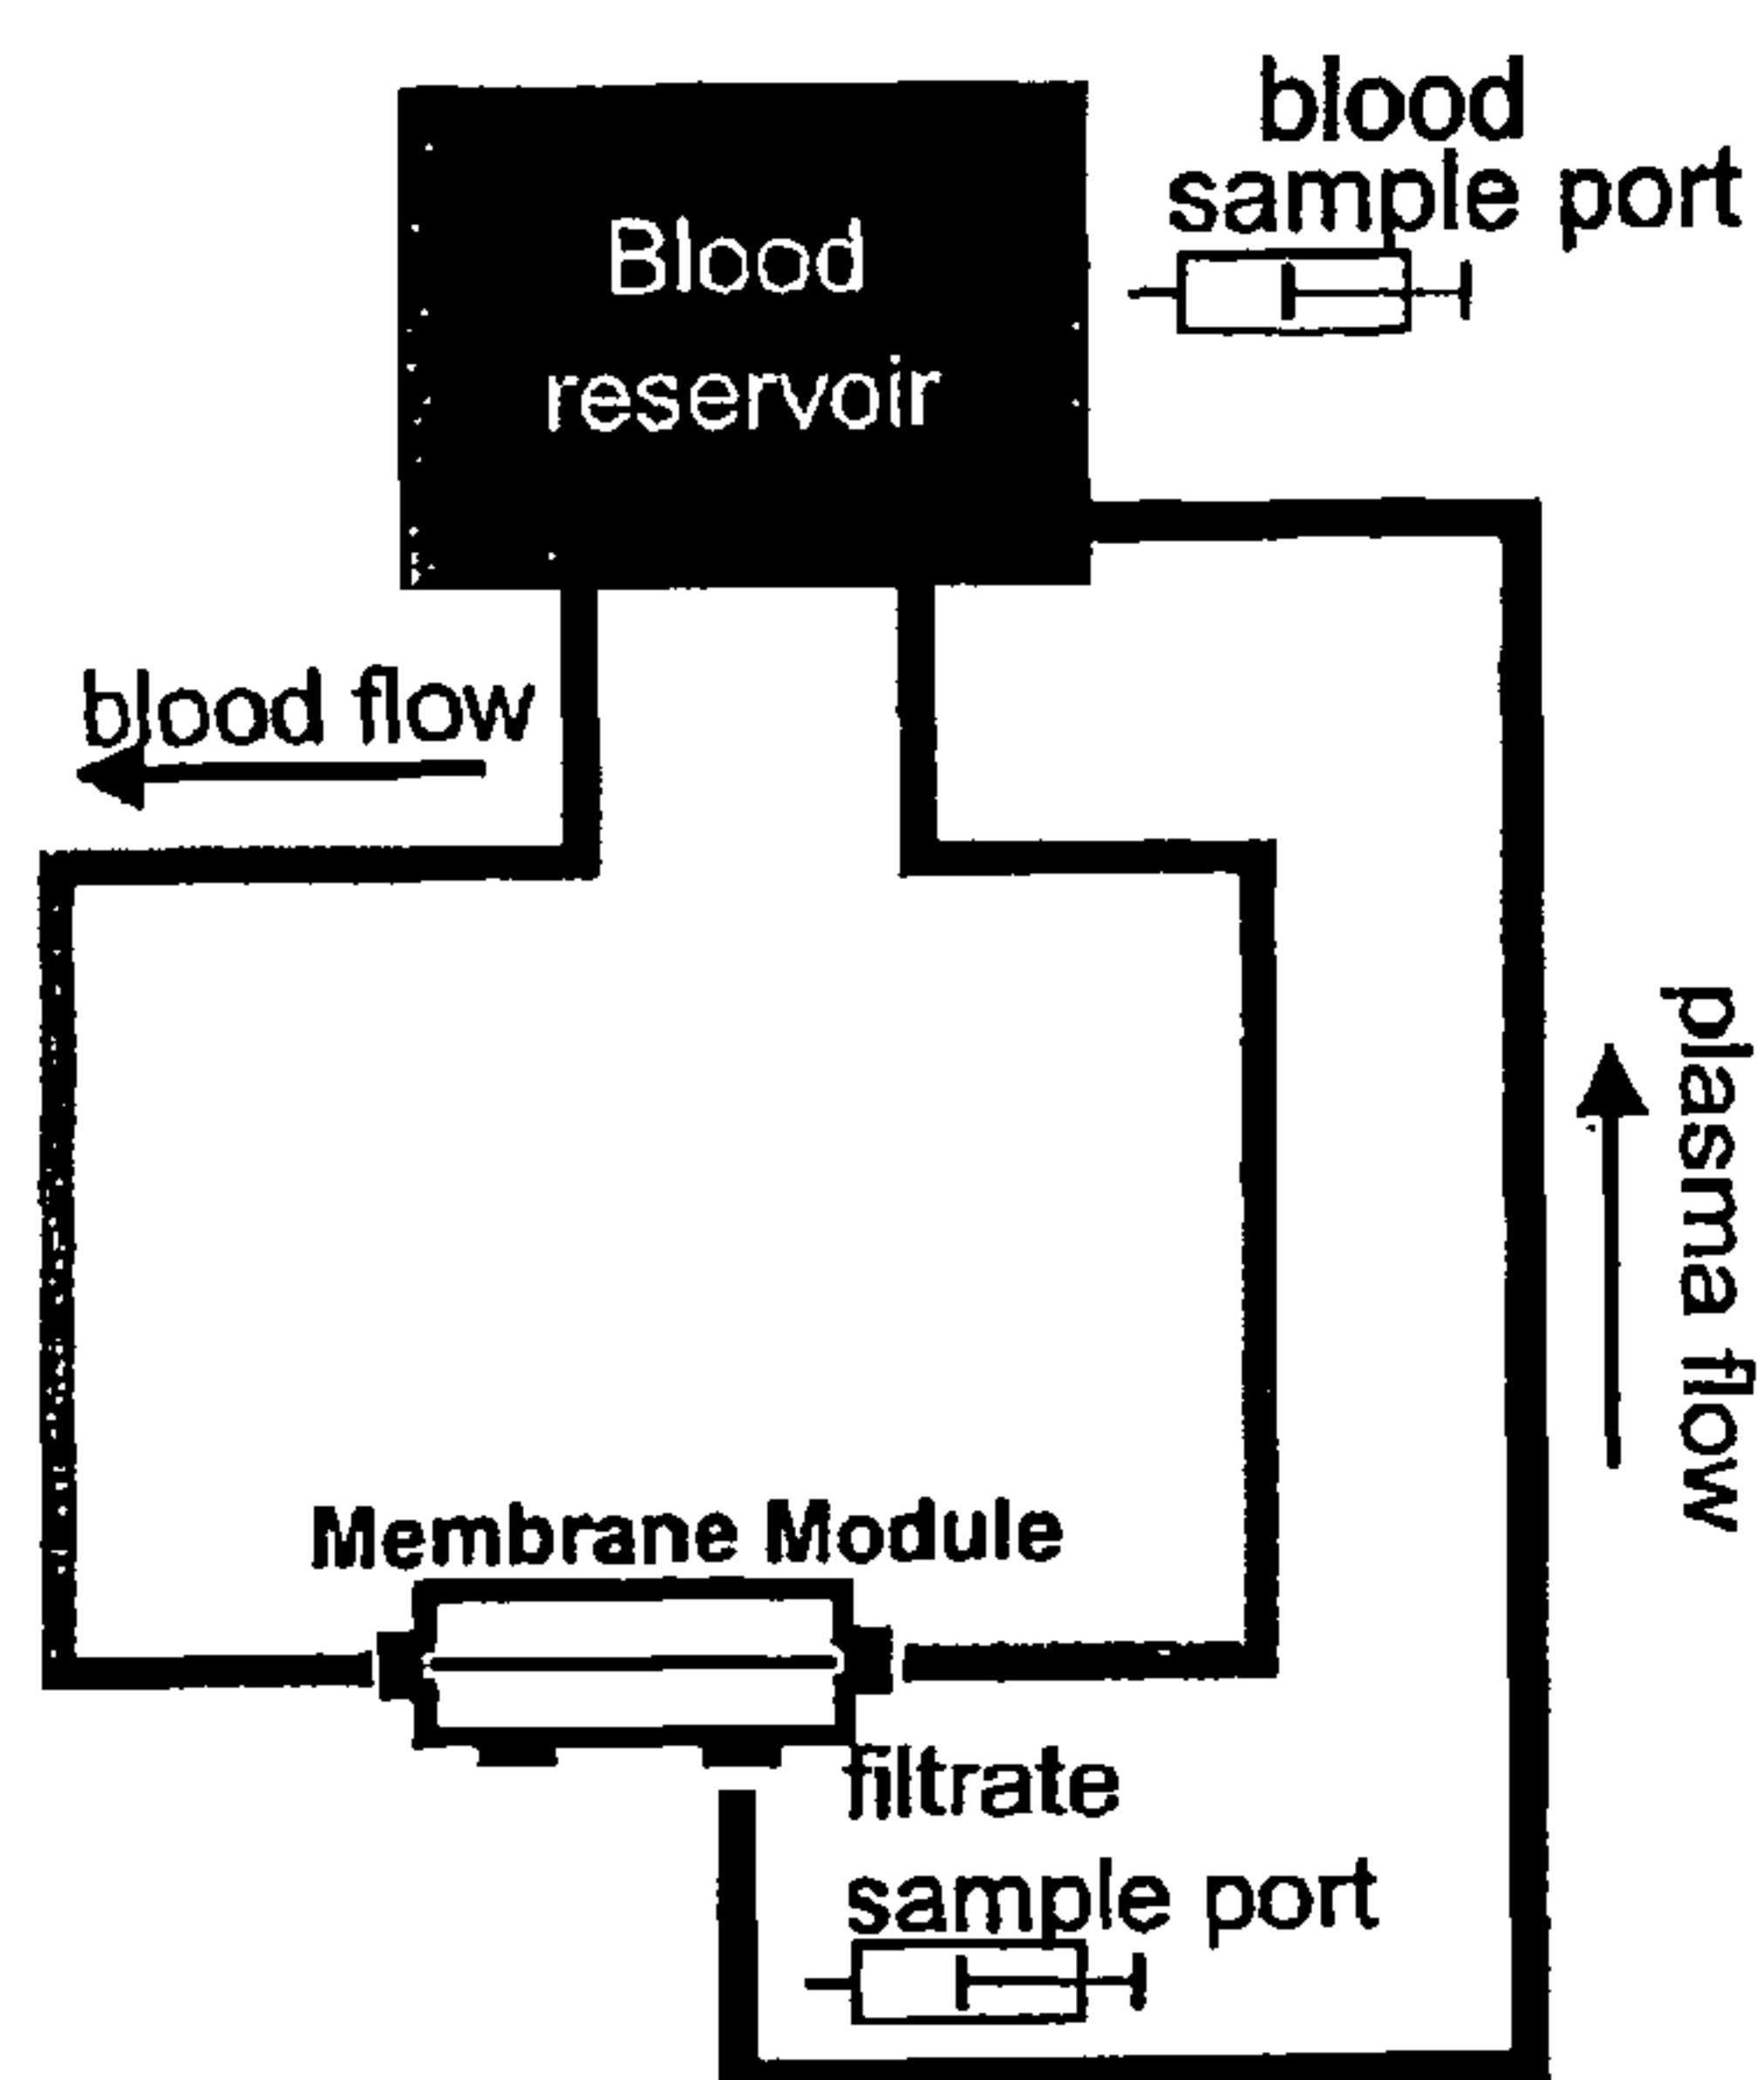 blood
sample port
Blood
reservoir
blood flow
plasma flow
Membrane Module
filtrate
sample port